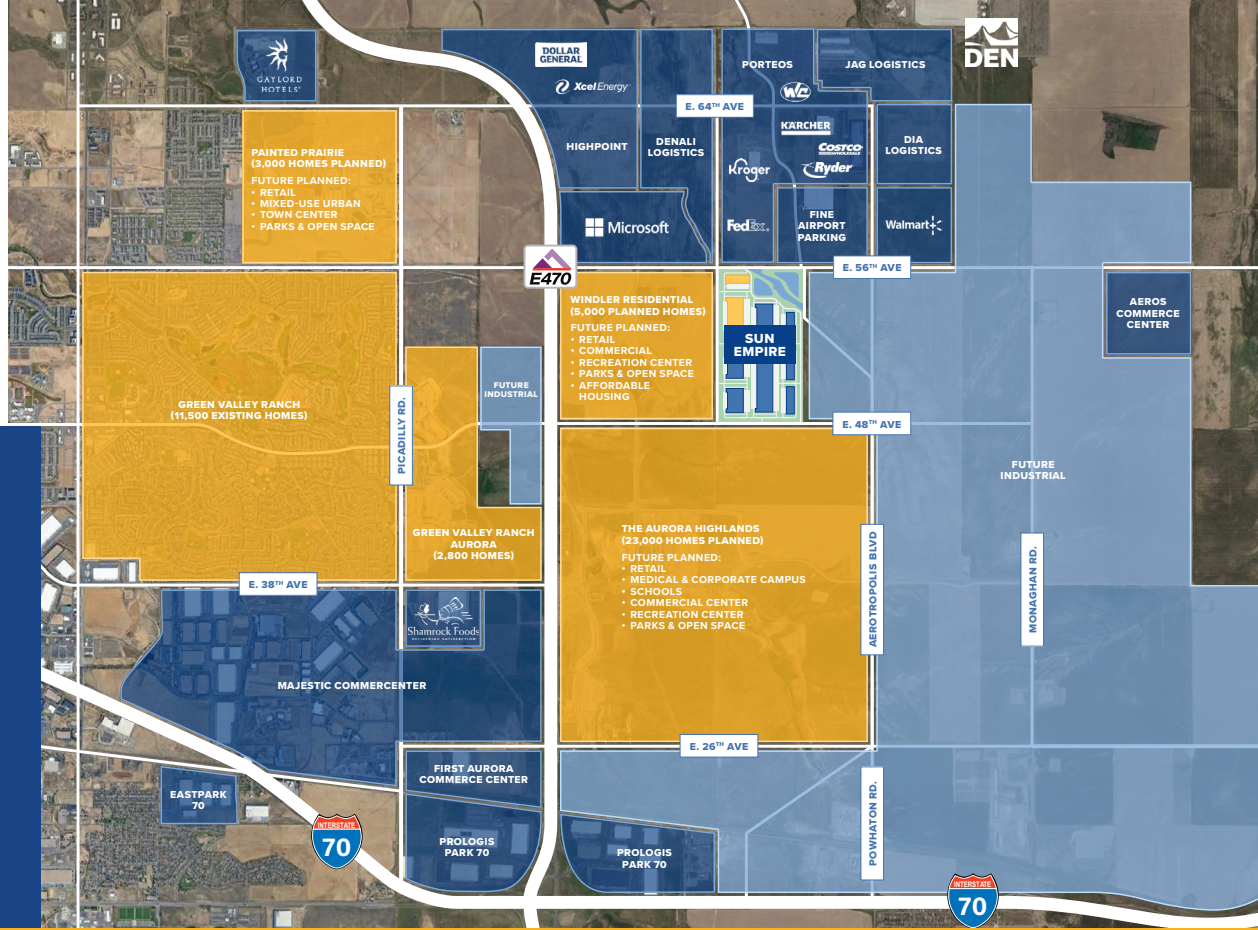 GAYLORD
HOTELS
DOLLAR
GENERAL
Xcel Energy
PORTEOS
JAG LOGISTICS
DEN
E. 64TH AVE
WC
KÄRCHER
HIGHPOINT
DENALI
LOGISTICS
COSTCO
WHOLESALE
DIA
LOGISTICS
Kroger
Ryder
PAINTED PRAIRIE
(3,000 HOMES PLANNED)
FUTURE PLANNED:
• RETAIL
• MIXED-USE URBAN
• TOWN CENTER
• PARKS & OPEN SPACE
Microsoft
FedEx.
FINE
AIRPORT
PARKING
Walmart
E470
E. 56TH AVE
WINDLER RESIDENTIAL
(5,000 PLANNED HOMES)
FUTURE PLANNED:
• RETAIL
• COMMERCIAL
• RECREATION CENTER
• PARKS & OPEN SPACE
• AFFORDABLE
HOUSING
SUN
EMPIRE
AEROS
COMMERCE
CENTER
GREEN VALLEY RANCH
(11,500 EXISTING HOMES)
PICADILLY RD.
FUTURE
INDUSTRIAL
E. 48TH AVE
FUTURE
INDUSTRIAL
GREEN VALLEY RANCH
AURORA
(2,800 HOMES)
THE AURORA HIGHLANDS
(23,000 HOMES PLANNED)
FUTURE PLANNED:
• RETAIL
• MEDICAL & CORPORATE CAMPUS
• SCHOOLS
• COMMERCIAL CENTER
• RECREATION CENTER
• PARKS & OPEN SPACE
AEROTROPOLIS BLVD
MONAGHAN RD.
E. 38TH AVE
Shamrock Foods
DELIVERING SATISFACTION
MAJESTIC COMMERCENTER
E. 26TH AVE
FIRST AURORA
COMMERCE CENTER
EASTPARK
70
INTERSTATE
70
PROLOGIS
PARK 70
PROLOGIS
PARK 70
POWHATON RD.
INTERSTATE
70